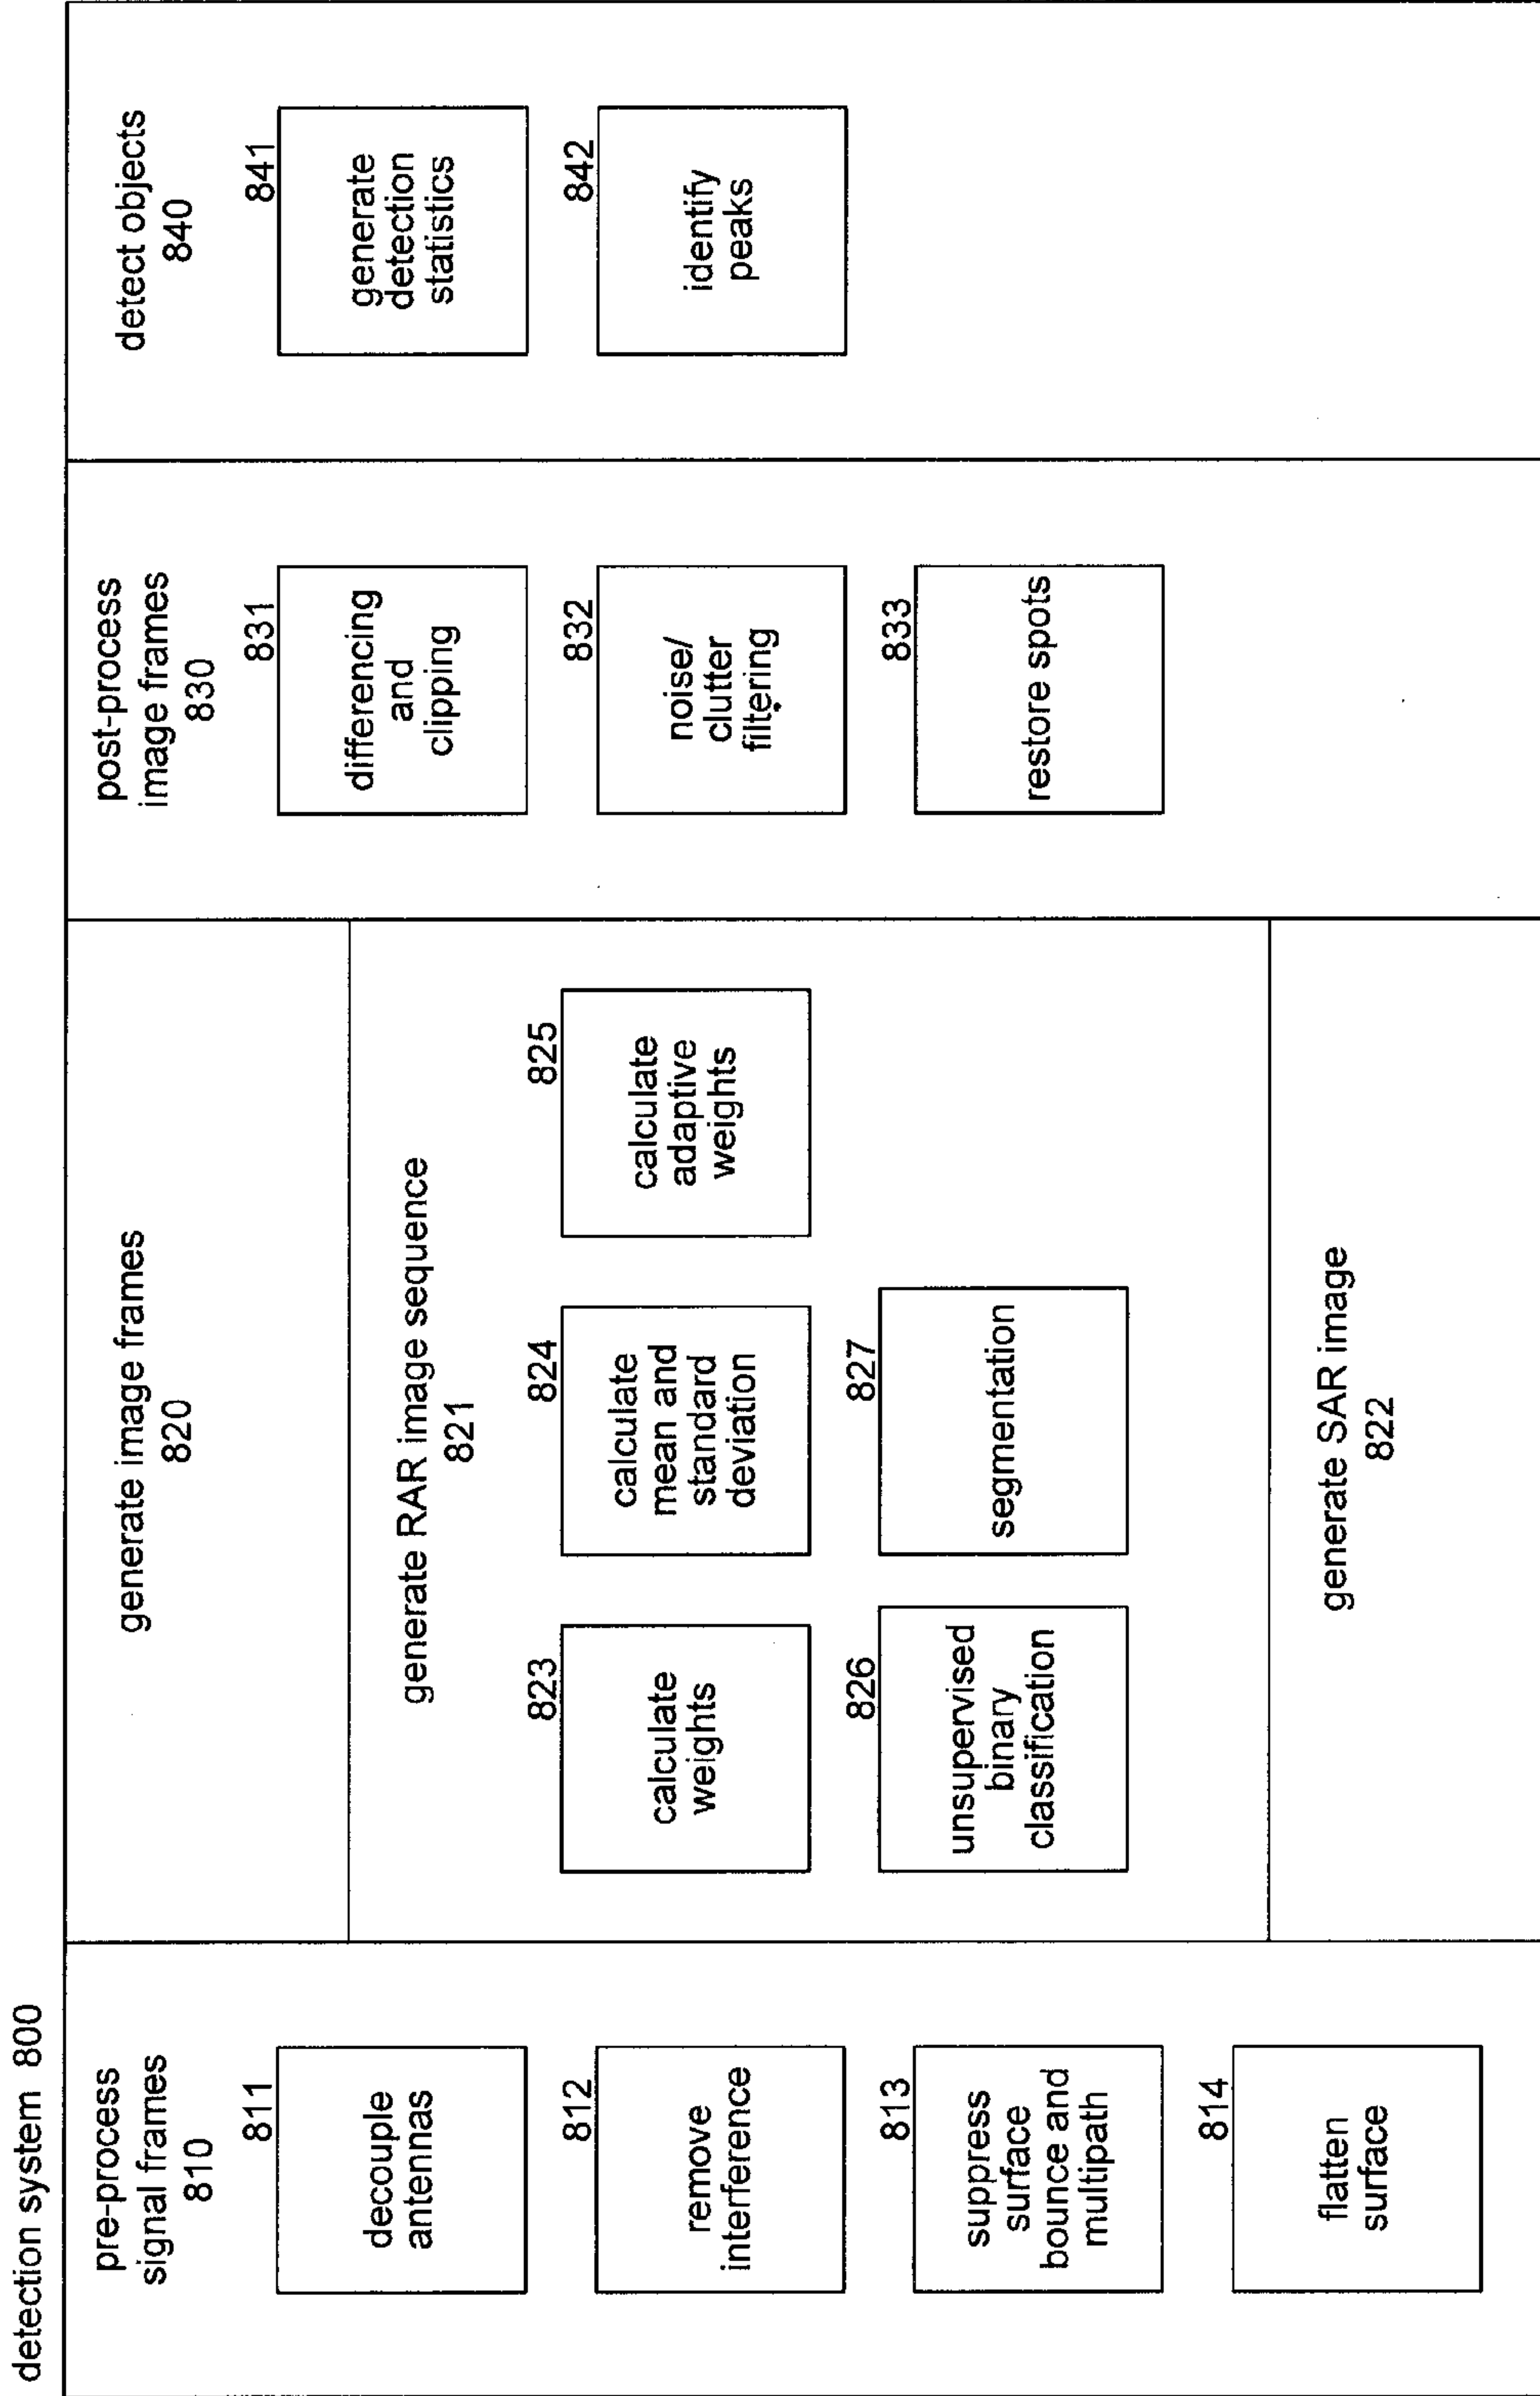 detection system 800
pre-process
signal frames
810
811
decouple
antennas
812
remove
interference
813
suppress
surface
bounce and
multipath
814
flatten
surface
generate image frames
820
generate RAR image sequence
821
823
calculate
weights
824
calculate
mean and
standard
deviation
825
calculate
adaptive
weights
826
unsupervised
binary
classification
827
segmentation
generate SAR image
822
post-process
image frames
830
831
differencing
and
clipping
832
noise/
clutter
filtering
833
restore spots
detect objects
840
841
generate
detection
statistics
842
identify
peaks